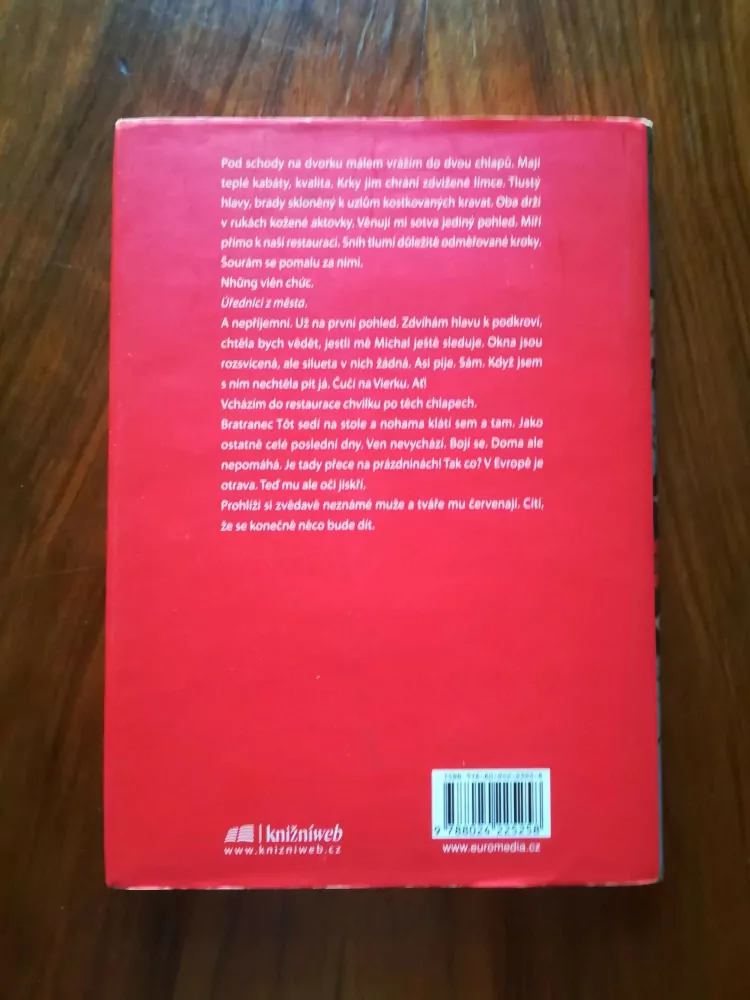 Pod schody na dvorku málem vrážím do dvou chlapů. Mají
teplé kabáty, kvalita. Krky jim chrání zdvižené límce. Tlustý
hlavy, brady skloněný k uzlům kostkovaných kravat. Oba drží
v rukách kožené aktovky. Věnují mi sotva jediný pohled. Míří
přímo k naší restauraci. Sníh tlumí důležitě odměřované kroky.
Šourám se pomalu za nimi.
Những viên chức.
Úředníci z města.
A nepříjemní. Už na první pohled. Zdvíhám hlavu k podkroví,
chtěla bych vědět, jestli mě Michal ještě sleduje. Okna jsou
rozsvícená, ale silueta v nich žádná. Asi pije. Sám. Když jsem
s ním nechtěla pít já. Čučí na Vierku. Ať!
Vcházím do restaurace chvilku po těch chlapech.
Bratranec Tôt sedí na stole a nohama klátí sem a tam. Jako
ostatně celé poslední dny. Ven nevychází. Bojí se. Doma ale
nepomáhá. Je tady přece na prázdninách! Tak co? V Evropě je
otrava. Teď mu ale oči jiskří.
Prohlíží si zvědavě neznámé muže a tváře mu červenají. Cítí,
že se konečně něco bude dít.
ISBN
9 788024 225258
knižníweb
www.knizniweb.cz
www.euromedia.cz